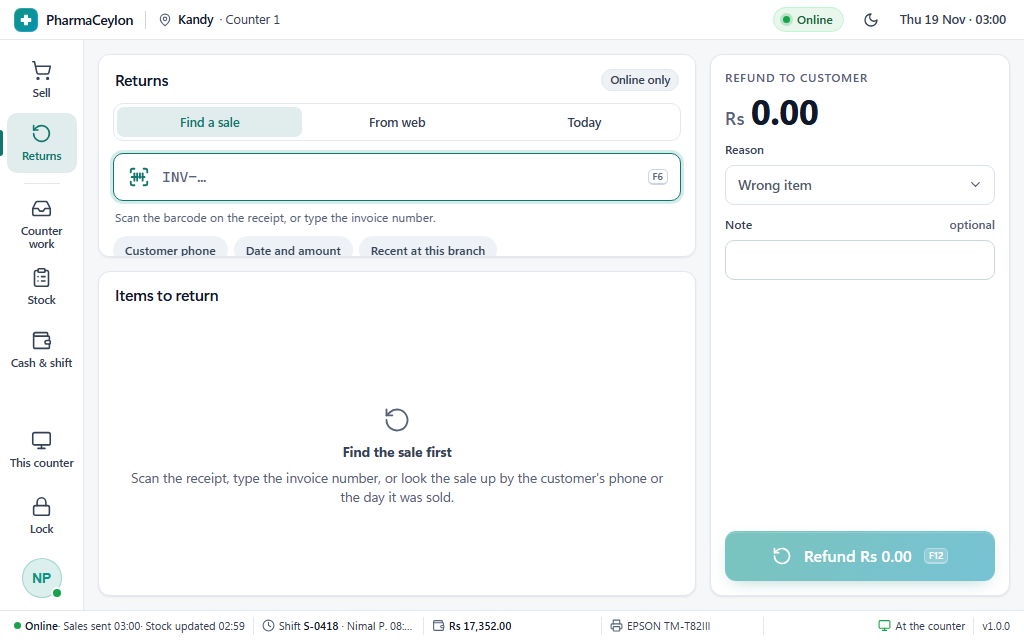 PharmaCeylon
Kandy · Counter 1
Online
Thu 19 Nov · 03:00
Sell
Returns
Counter
work
Stock
Cash & shift
This counter
Lock
NP
Returns
Online only
Find a sale
From web
Today
INV-…
F6
Scan the barcode on the receipt, or type the invoice number.
Customer phone
Date and amount
Recent at this branch
Items to return
Find the sale first
Scan the receipt, type the invoice number, or look the sale up by the customer's phone or
the day it was sold.
REFUND TO CUSTOMER
Rs 0.00
Reason
Wrong item
Note
optional
Refund Rs 0.00 F12
Online · Sales sent 03:00 · Stock updated 02:59
Shift S-0418 · Nimal P. 08:…
Rs 17,352.00
EPSON TM-T82III
At the counter
v1.0.0